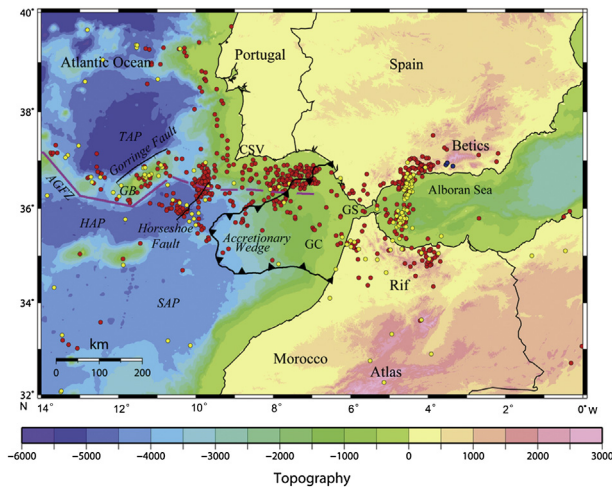 40°
38°
36°
34°
32°
N
Atlantic Ocean
Portugal
Spain
TAP
Gorringe Fault
CSV
Betics
AGFZ
GB
Alboran Sea
HAP
Horseshoe
Fault
Accretionary
Wedge
GS
GC
SAP
Rif
km
0 100 200
Morocco
Atlas
14° 12° 10° 8° 6° 4° 2° 0° W
−6000 −5000 −4000 −3000 −2000 −1000 0 1000 2000 3000
Topography